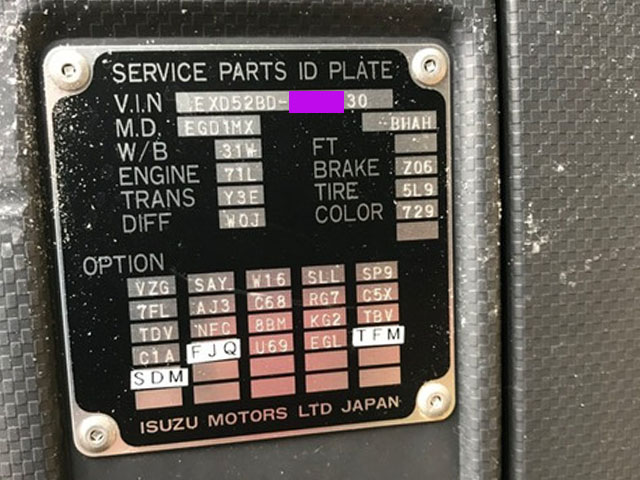 SERVICE PARTS ID PLATE
V.I.N EXD52BD- 30
M.D. EGD1MX -BHAH
W/B 31W FT
ENGINE 71L BRAKE Z06
TRANS Y3E TIRE 5L9
DIFF W0J COLOR 729
OPTION
VZG SAY W16 SLL SP9
7FL AJ3 C68 RG7 C5X
TDV NFC 8BM KG2 TBV
C1A FJQ U69 EGL TFM
SDM
ISUZU MOTORS LTD JAPAN